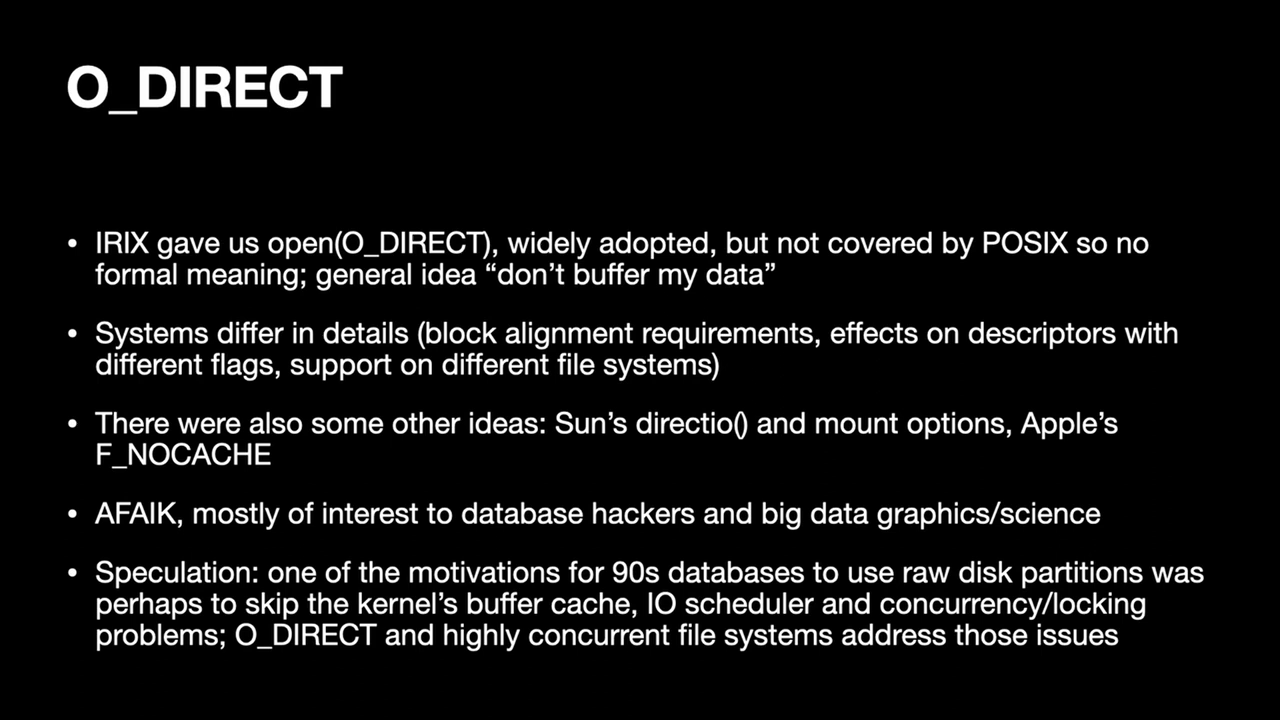 O_DIRECT
• IRIX gave us open(O_DIRECT), widely adopted, but not covered by POSIX so no
formal meaning; general idea “don’t buffer my data”
• Systems differ in details (block alignment requirements, effects on descriptors with
different flags, support on different file systems)
• There were also some other ideas: Sun’s directio() and mount options, Apple’s
F_NOCACHE
• AFAIK, mostly of interest to database hackers and big data graphics/science
• Speculation: one of the motivations for 90s databases to use raw disk partitions was
perhaps to skip the kernel’s buffer cache, IO scheduler and concurrency/locking
problems; O_DIRECT and highly concurrent file systems address those issues